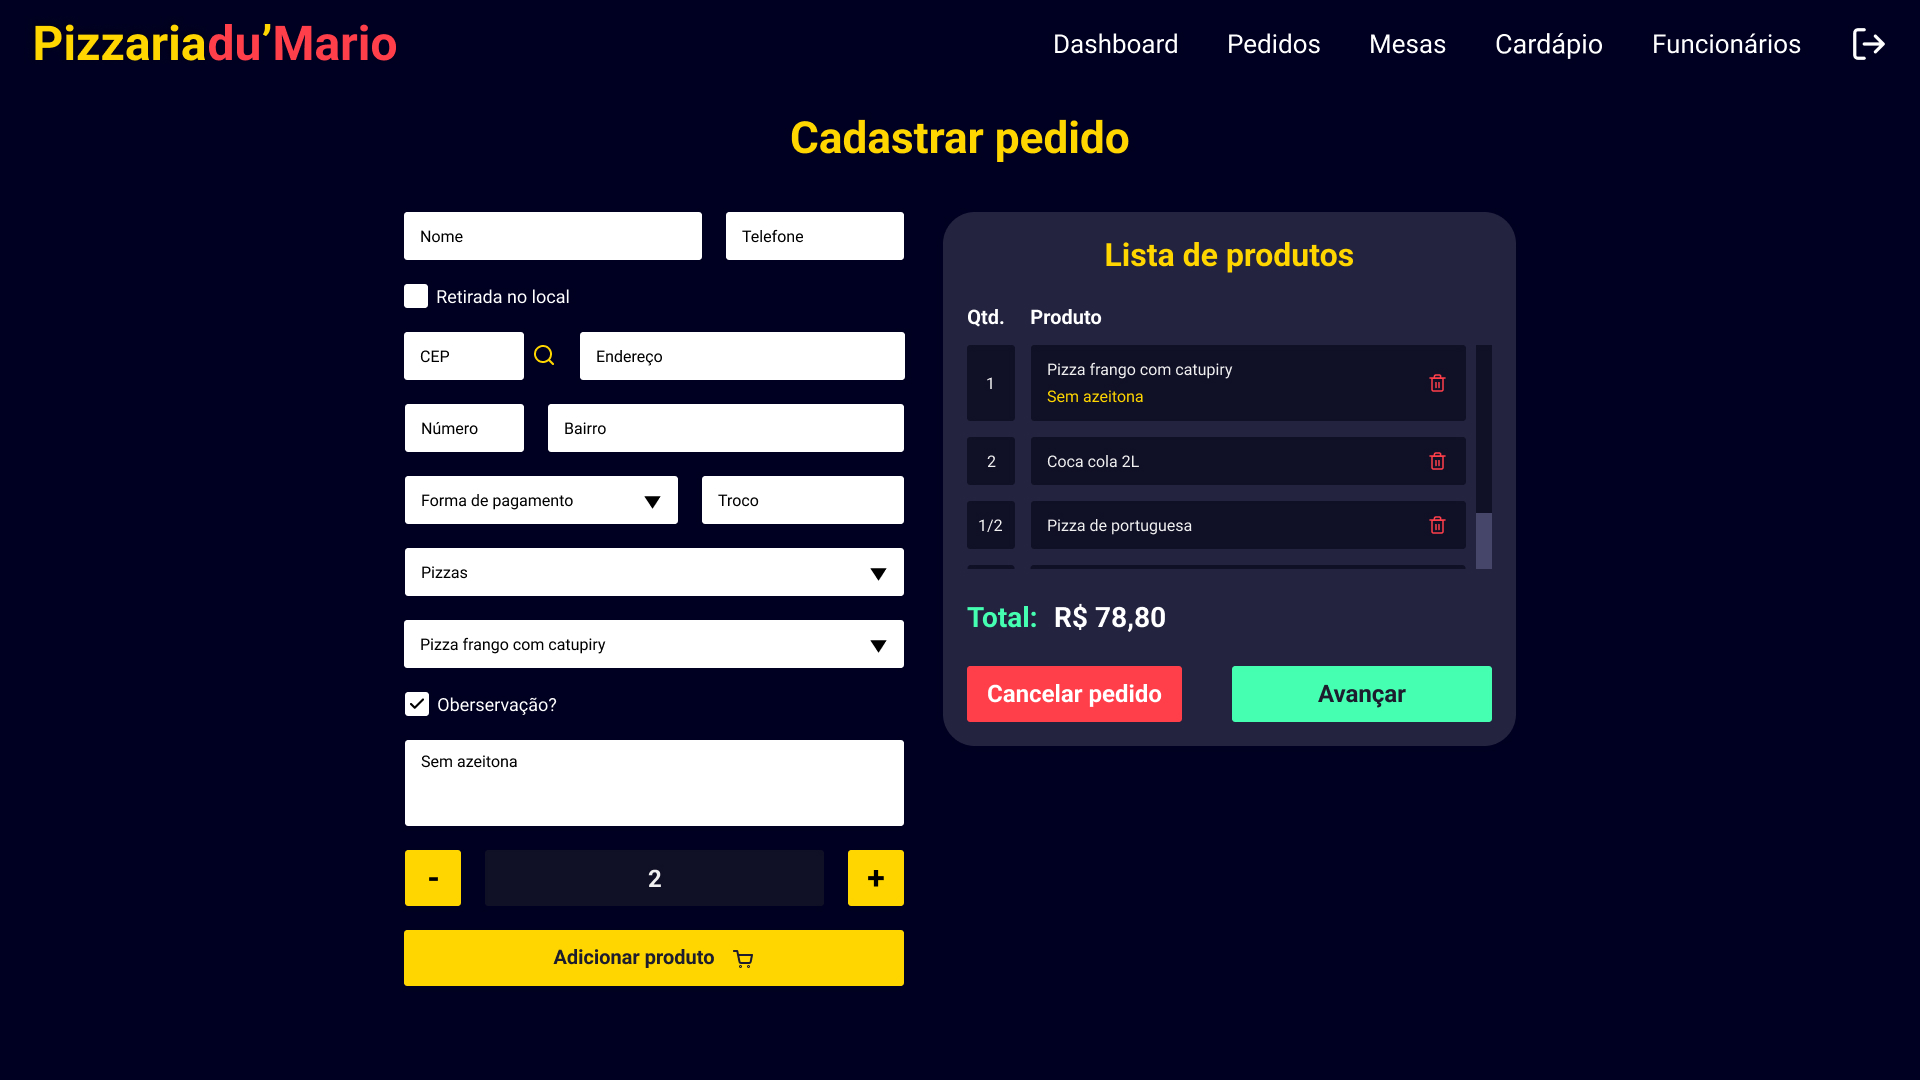 Pizzariadu’Mario
Dashboard Pedidos Mesas Cardápio Funcionários
Cadastrar pedido
Nome Telefone
Retirada no local
CEP Endereço
Número Bairro
Forma de pagamento Troco
Pizzas
Pizza frango com catupiry
Oberservação?
Sem azeitona
- 2 +
Adicionar produto
Lista de produtos
Qtd. Produto
1 Pizza frango com catupiry
Sem azeitona
2 Coca cola 2L
1/2 Pizza de portuguesa
Total: R$ 78,80
Cancelar pedido Avançar